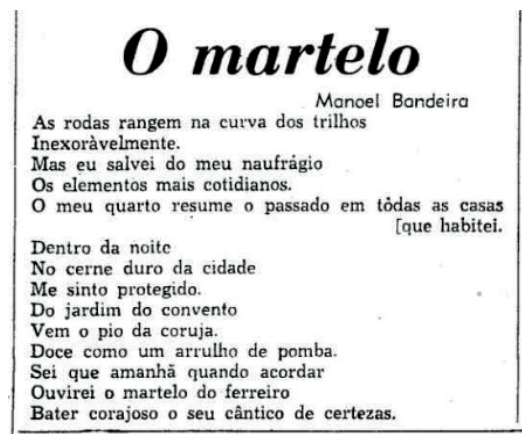 O martelo
Manoel Bandeira
As rodas rangem na curva dos trilhos
Inexoràvelmente.
Mas eu salvei do meu naufrágio
Os elementos mais cotidianos.
O meu quarto resume o passado em tôdas as casas
[que habitei.
Dentro da noite
No cerne duro da cidade
Me sinto protegido.
Do jardim do convento
Vem o pio da coruja.
Doce como um arrulho de pomba.
Sei que amanhã quando acordar
Ouvirei o martelo do ferreiro
Bater corajoso o seu cântico de certezas.